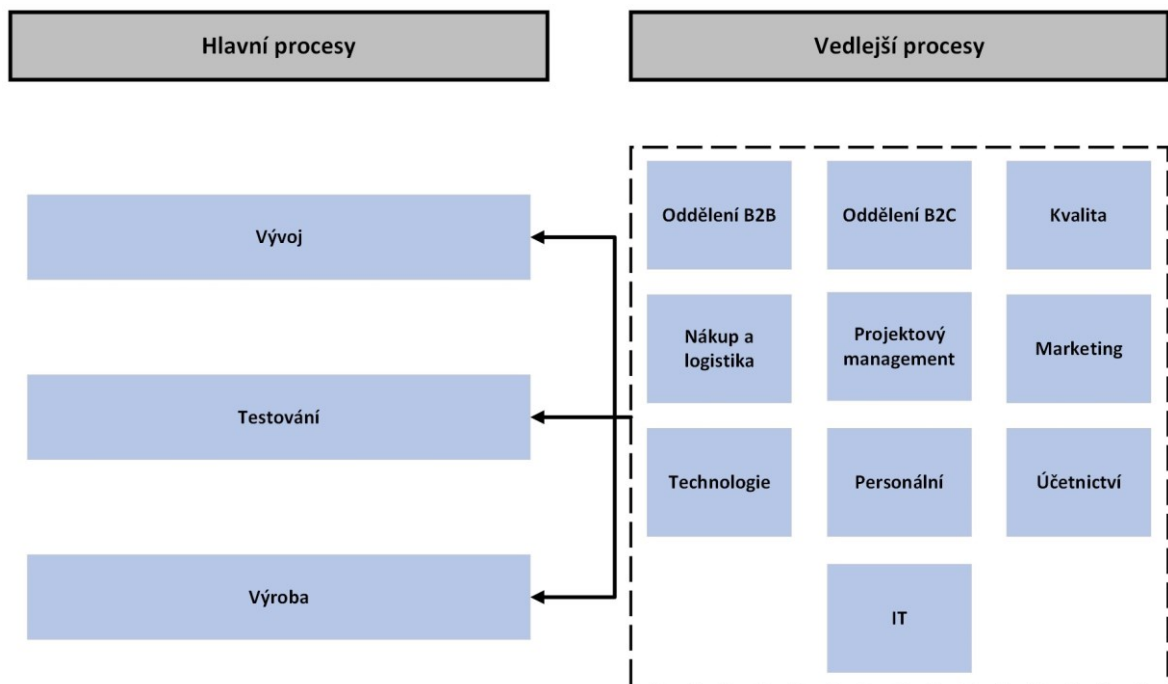 Hlavní procesy
Vedlejší procesy
Vývoj
Testování
Výroba
Oddělení B2B
Oddělení B2C
Kvalita
Nákup a
logistika
Projektový
management
Marketing
Technologie
Personální
Účetnictví
IT